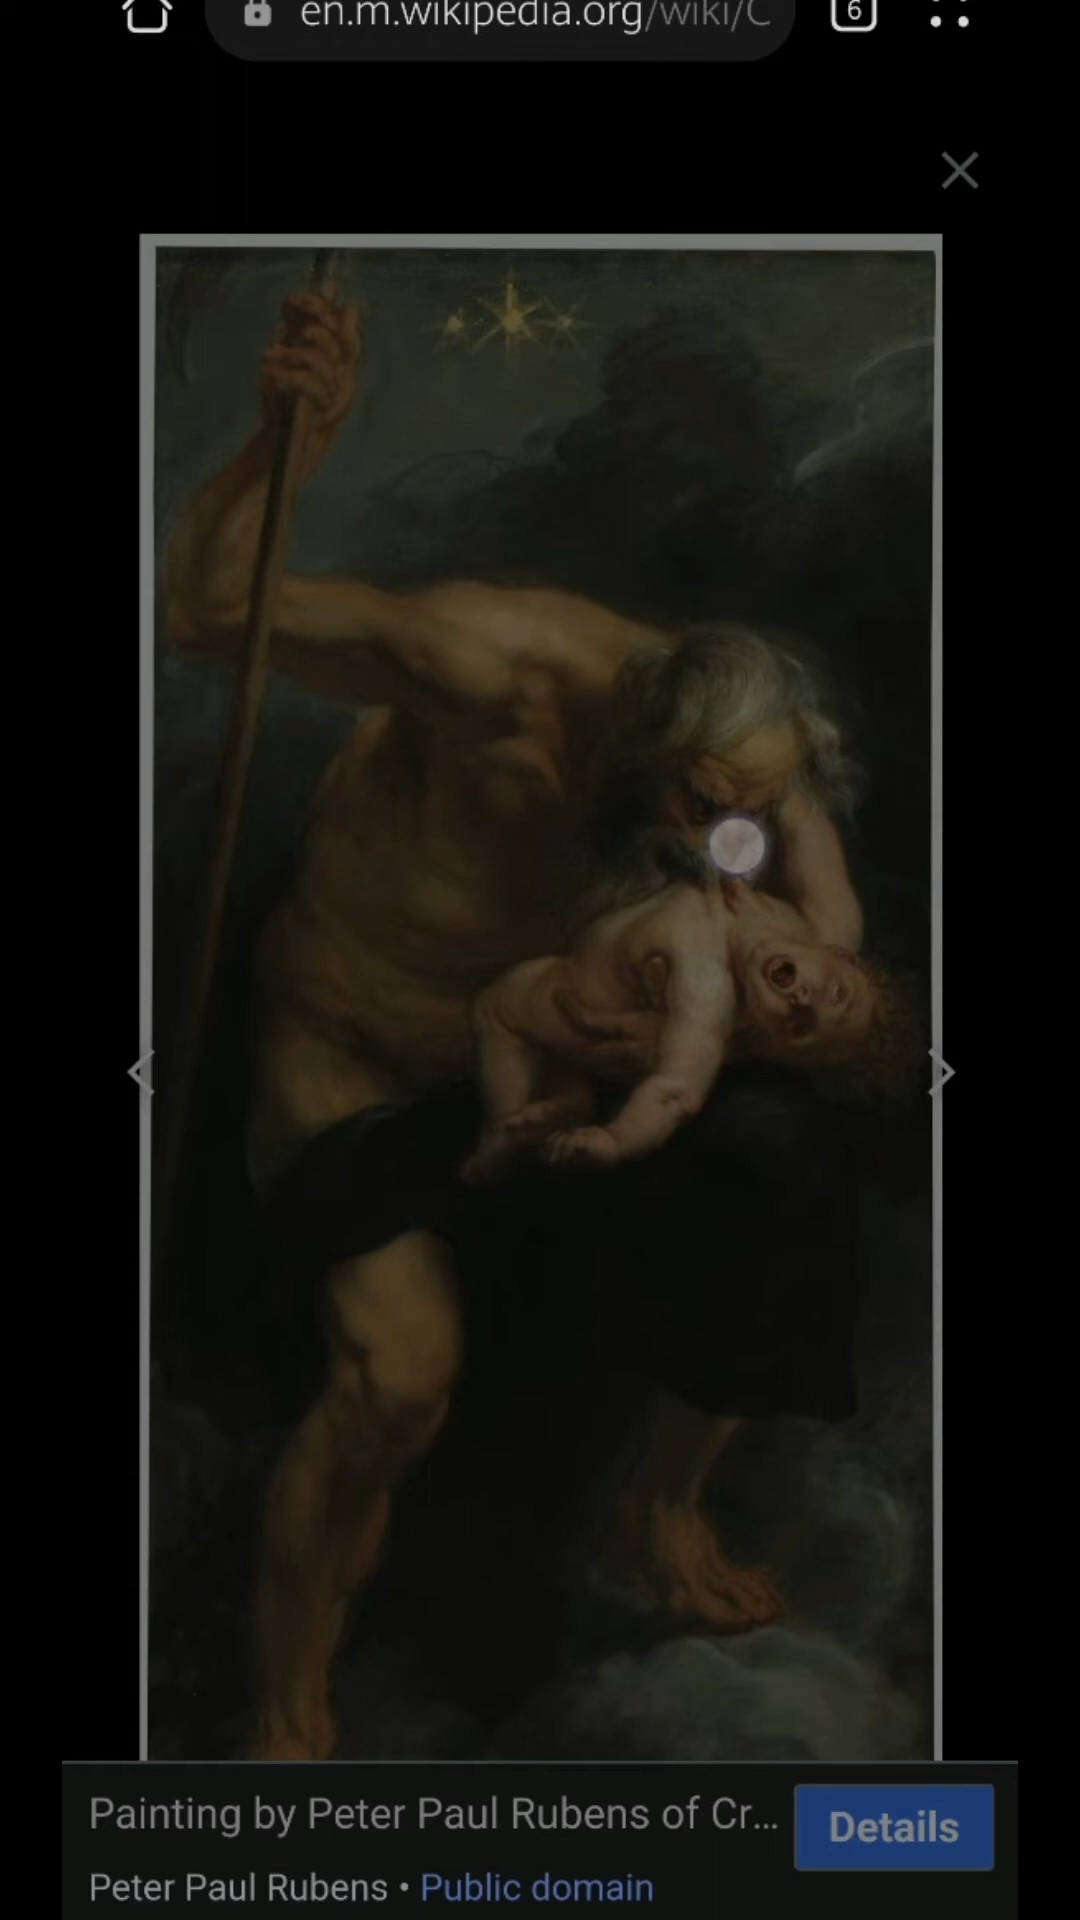 en.m.wikipedia.org/wiki/C
6
Painting by Peter Paul Rubens of Cr...
Details
Peter Paul Rubens • Public domain